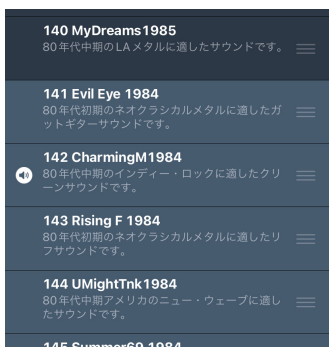 140 MyDreams1985
80年代中期のLAメタルに適したサウンドです。
141 Evil Eye 1984
80年代初期のネオクラシカルメタルに適したガ
ットギターサウンドです。
142 CharmingM1984
80年代中期のインディー・ロックに適したクリ
ーンサウンドです。
143 Rising F 1984
80年代初期のネオクラシカルメタルに適したリ
フサウンドです。
144 UMightTnk1984
80年代中期アメリカのニュー・ウェーブに適し
たサウンドです。
145 Summer69 1984